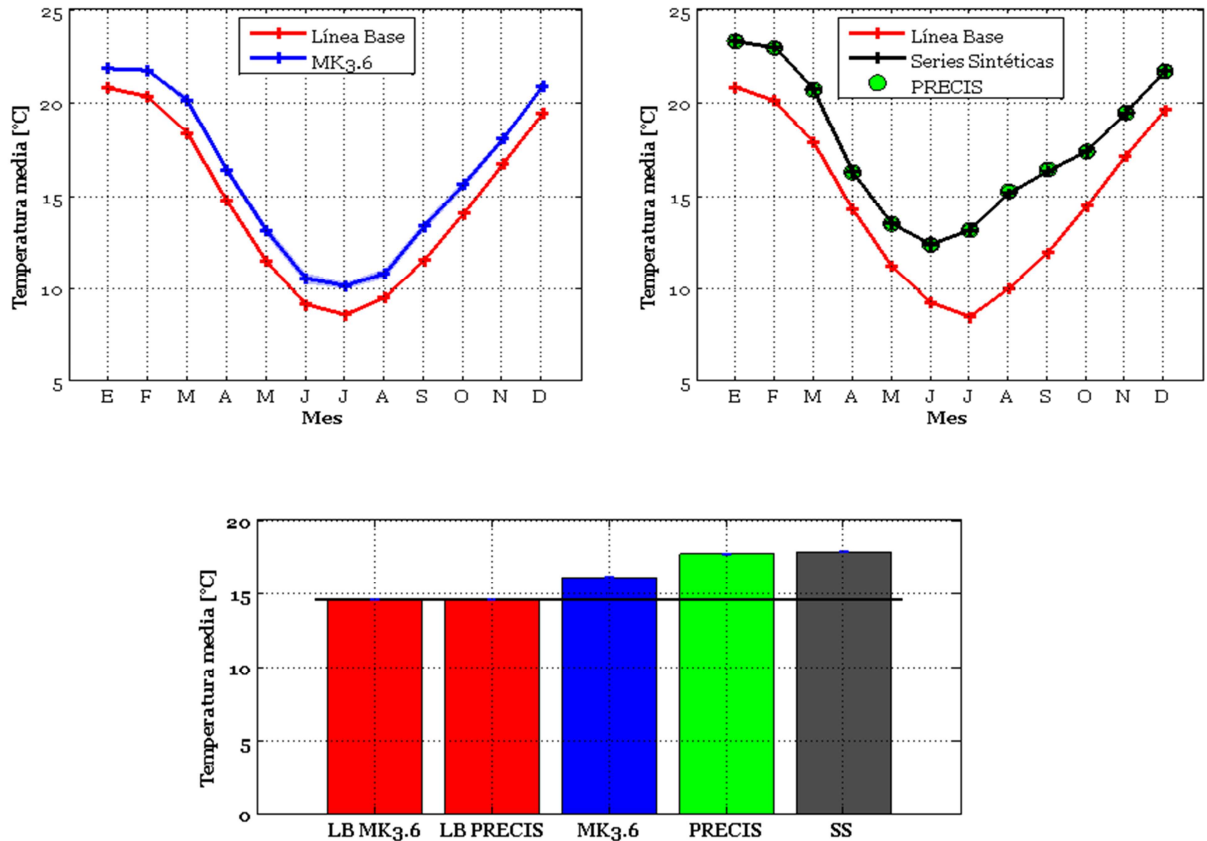 25
20
15
10
5
Temperatura media [°C]
Línea Base
MK3.6
E F M A M J J A S O N D
Mes
25
20
15
10
5
Temperatura media [°C]
Línea Base
Series Sintéticas
PRECIS
E F M A M J J A S O N D
Mes
20
15
10
5
0
Temperatura media [°C]
LB MK3.6 LB PRECIS MK3.6 PRECIS SS